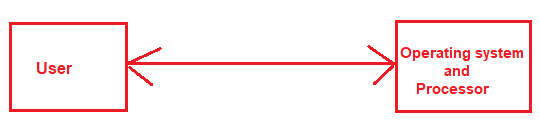 User
Operating system
and
Processor